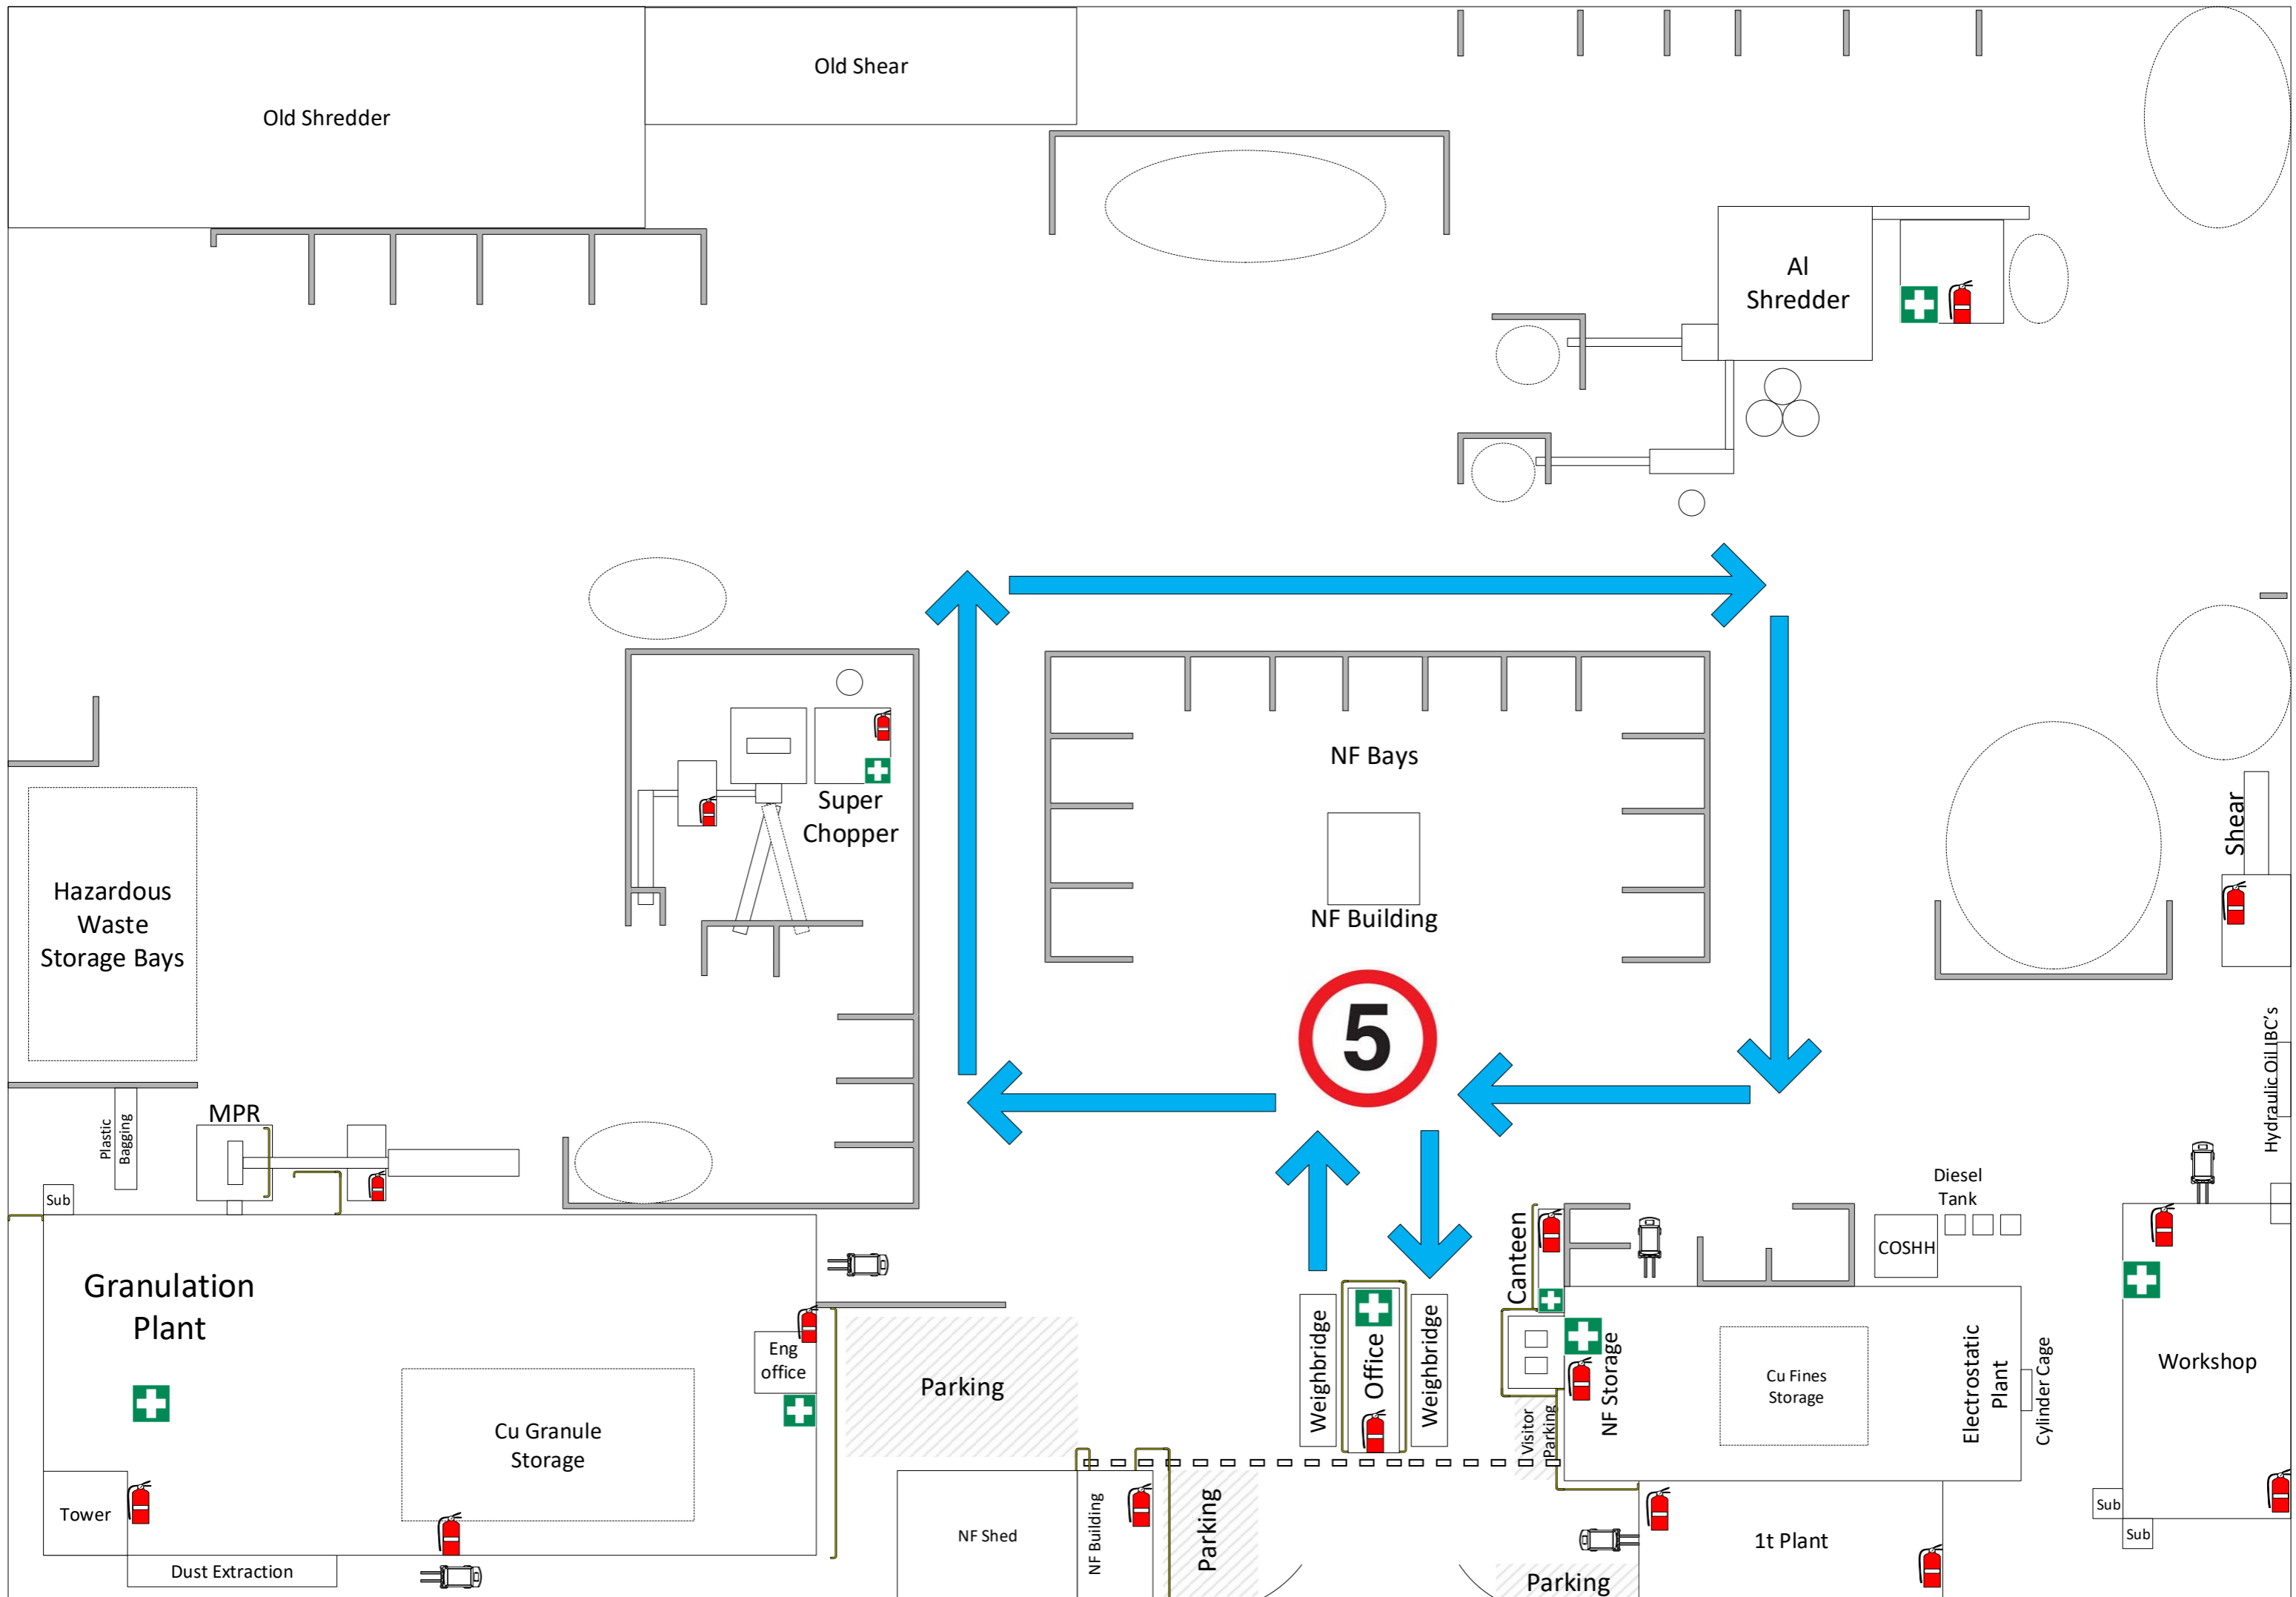 Old Shear
Old Shredder
Al
Shredder
NF Bays
Super
Chopper
Shear
Hazardous
Waste
Storage Bays
NF Building
5
Hydraulic Oil IBC's
MPR
Plastic
Bagging
Sub
Diesel
Tank
COSHH
Canteen
Granulation
Plant
Eng
office
Parking
Weighbridge
Office
Weighbridge
NF Storage
Cu Fines
Storage
Electrostatic
Plant
Cylinder Cage
Workshop
Visitor
Parking
Cu Granule
Storage
Tower
NF Shed
NF Building
Parking
1t Plant
Sub
Sub
Dust Extraction
Parking